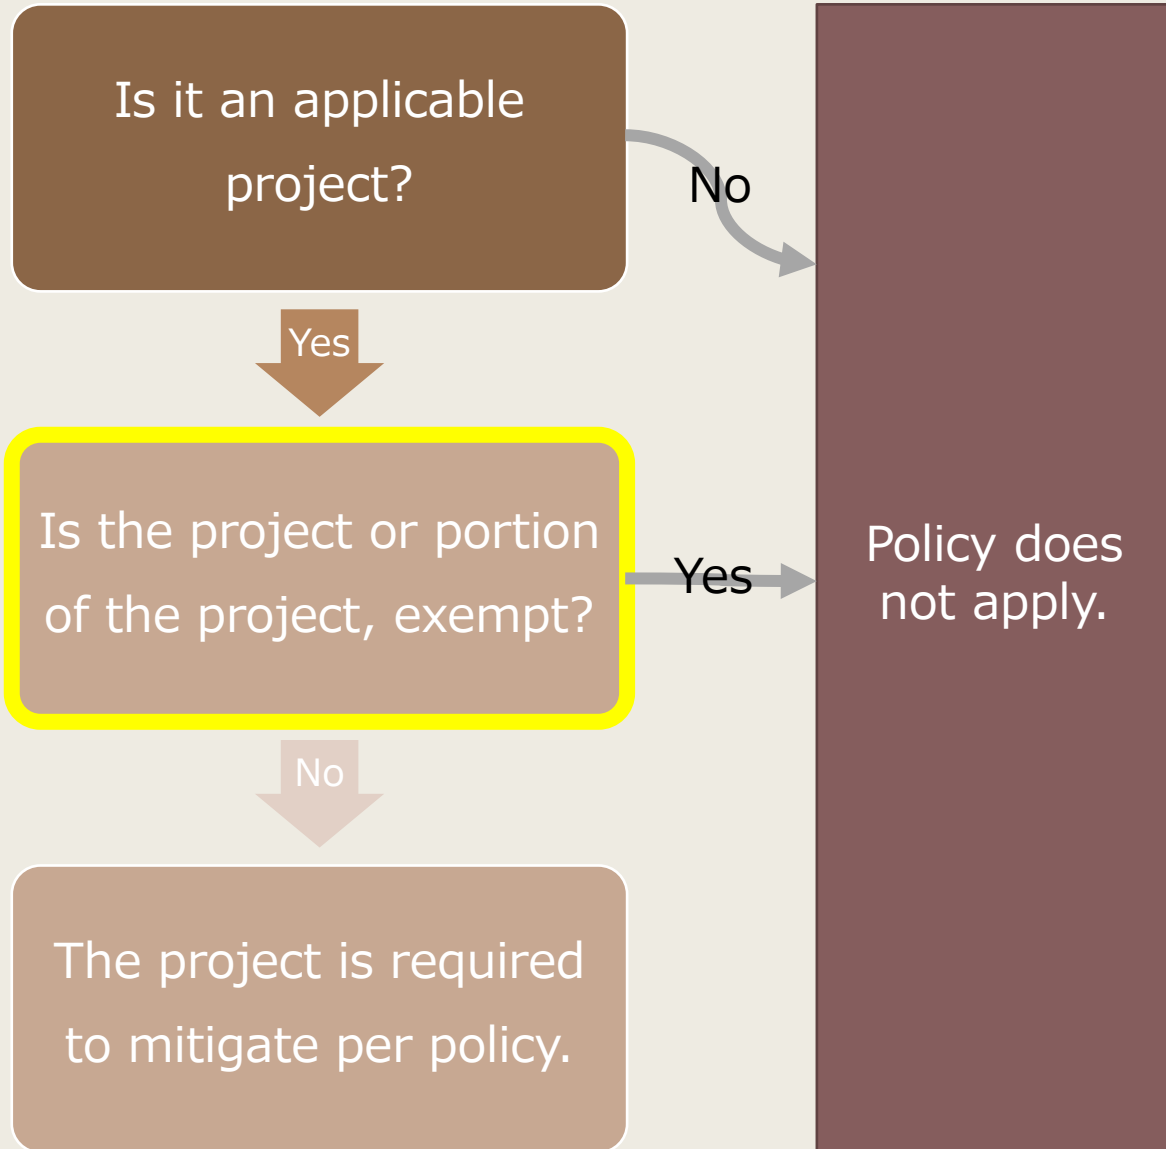 Is it an applicable
project?
No
Yes
Is the project or portion
of the project, exempt?
Yes
Policy does
not apply.
No
The project is required
to mitigate per policy.